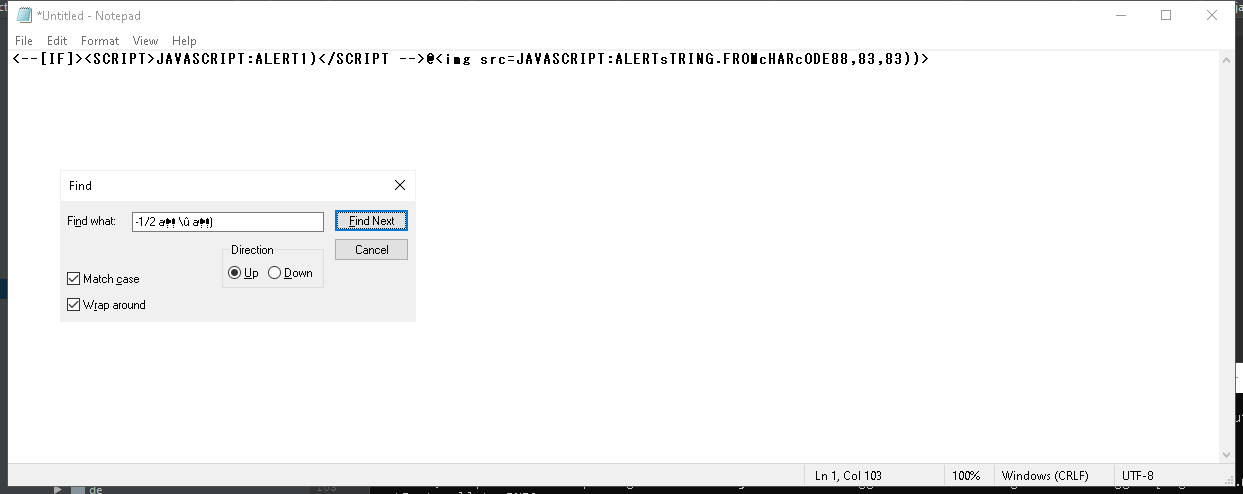 *Untitled - Notepad
File Edit Format View Help
<--[IF]><SCRIPT>JAVASCRIPT:ALERT1)</SCRIPT -->@<img src=JAVASCRIPT:ALERTsTRING.FROMcHARcODE88,83,83))>
Find
Find what: -1/2
Find Next
Direction
Cancel
Up Down
Match case
Wrap around
Ln 1, Col 103 100% Windows (CRLF) UTF-8
de